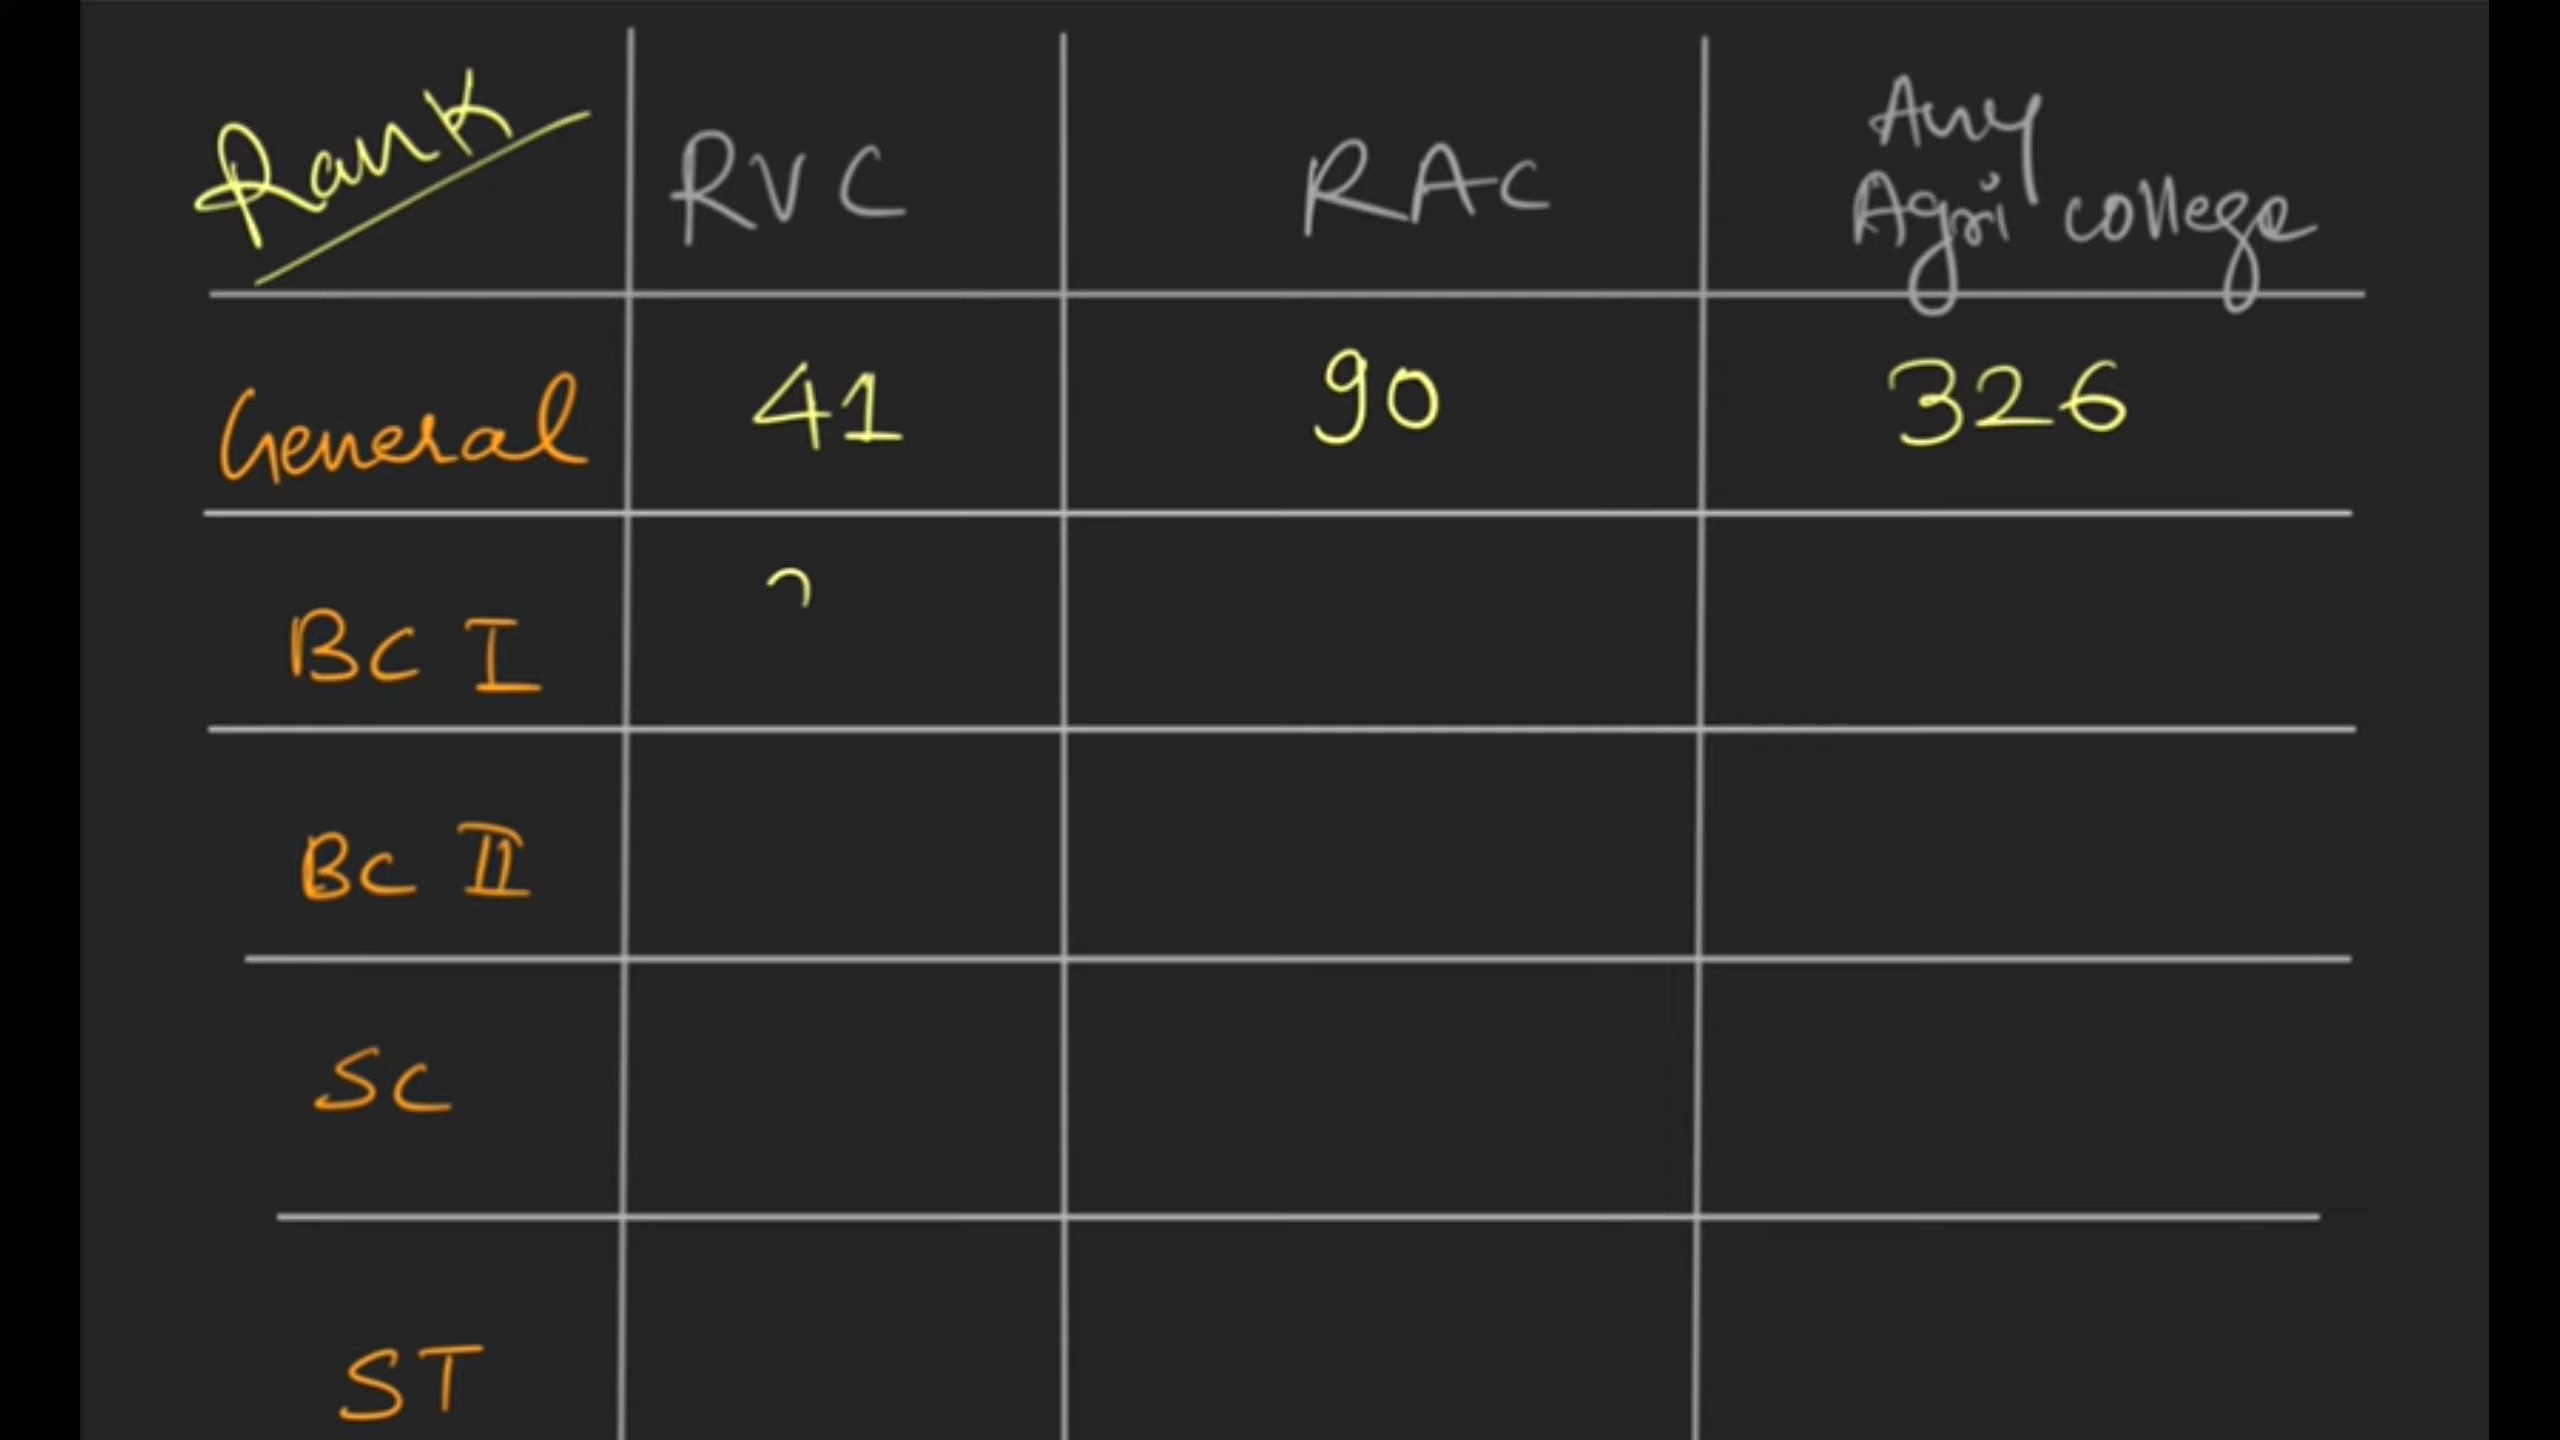 Rank RVC RAC Any
Agri college
General 41 90 326
BC I
BC II
SC
ST